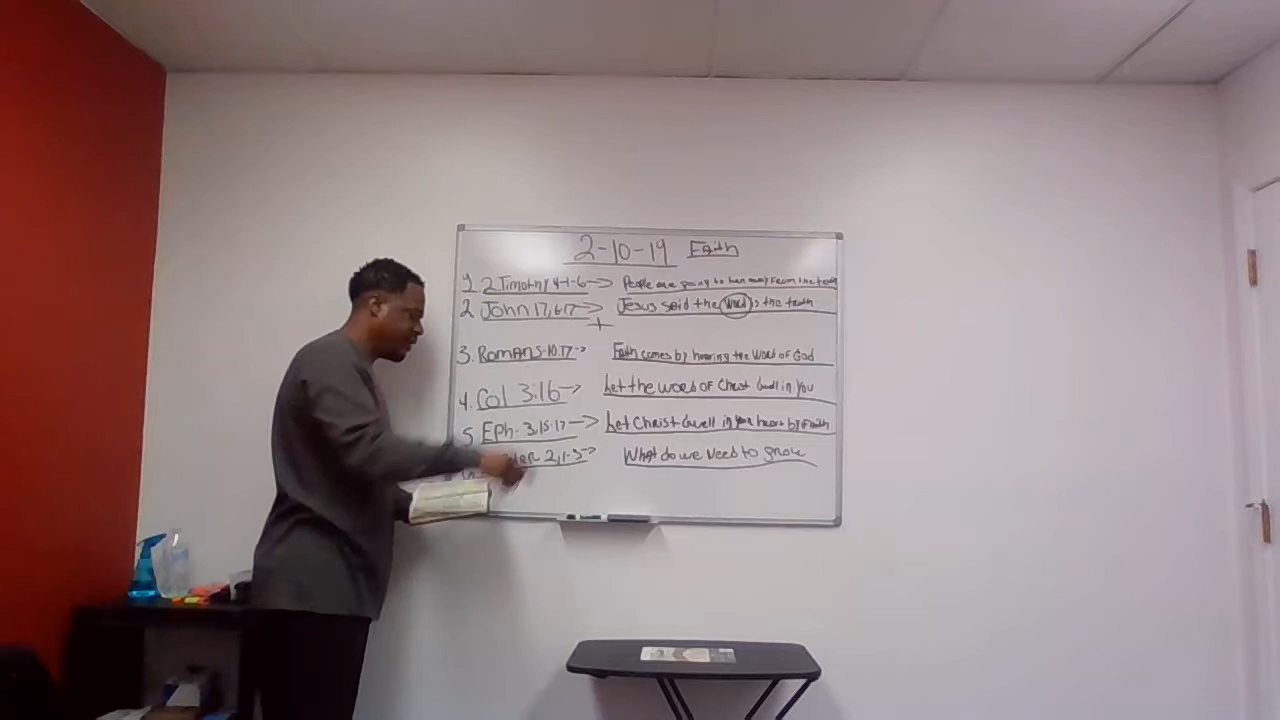 2-10-19 Faith
1. 2 Timothy 4-1-6 -> People are going to turn away From the truth
2. John 17,6,17 -> Jesus said the Word is the truth
+
3. Romans-10.17-> Faith comes by hearing the Word of God
4. Col 3:16 -> Let the word of Christ dwell in you
5 Eph-3,15-17 -> Let Christ dwell in your heart by faith
2,1-3-> What do we need to grow